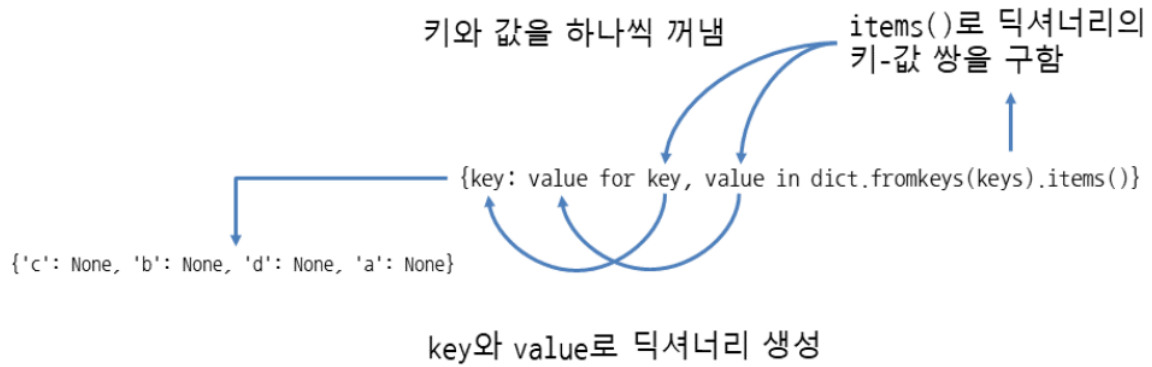 키와 값을 하나씩 꺼냄
items()로 딕셔너리의
키-값 쌍을 구함
{key: value for key, value in dict.fromkeys(keys).items()}
{'c': None, 'b': None, 'd': None, 'a': None}
key와 value로 딕셔너리 생성